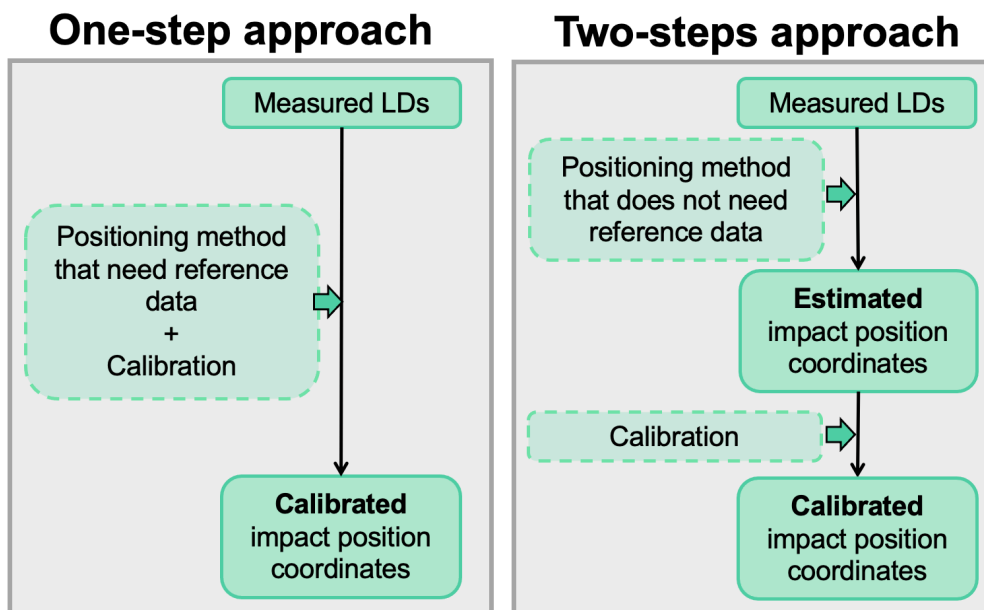 One-step approach
Measured LDs
Positioning method
that need reference
data
+
Calibration
Calibrated
impact position
coordinates
Two-steps approach
Measured LDs
Positioning method
that does not need
reference data
Estimated
impact position
coordinates
Calibration
Calibrated
impact position
coordinates